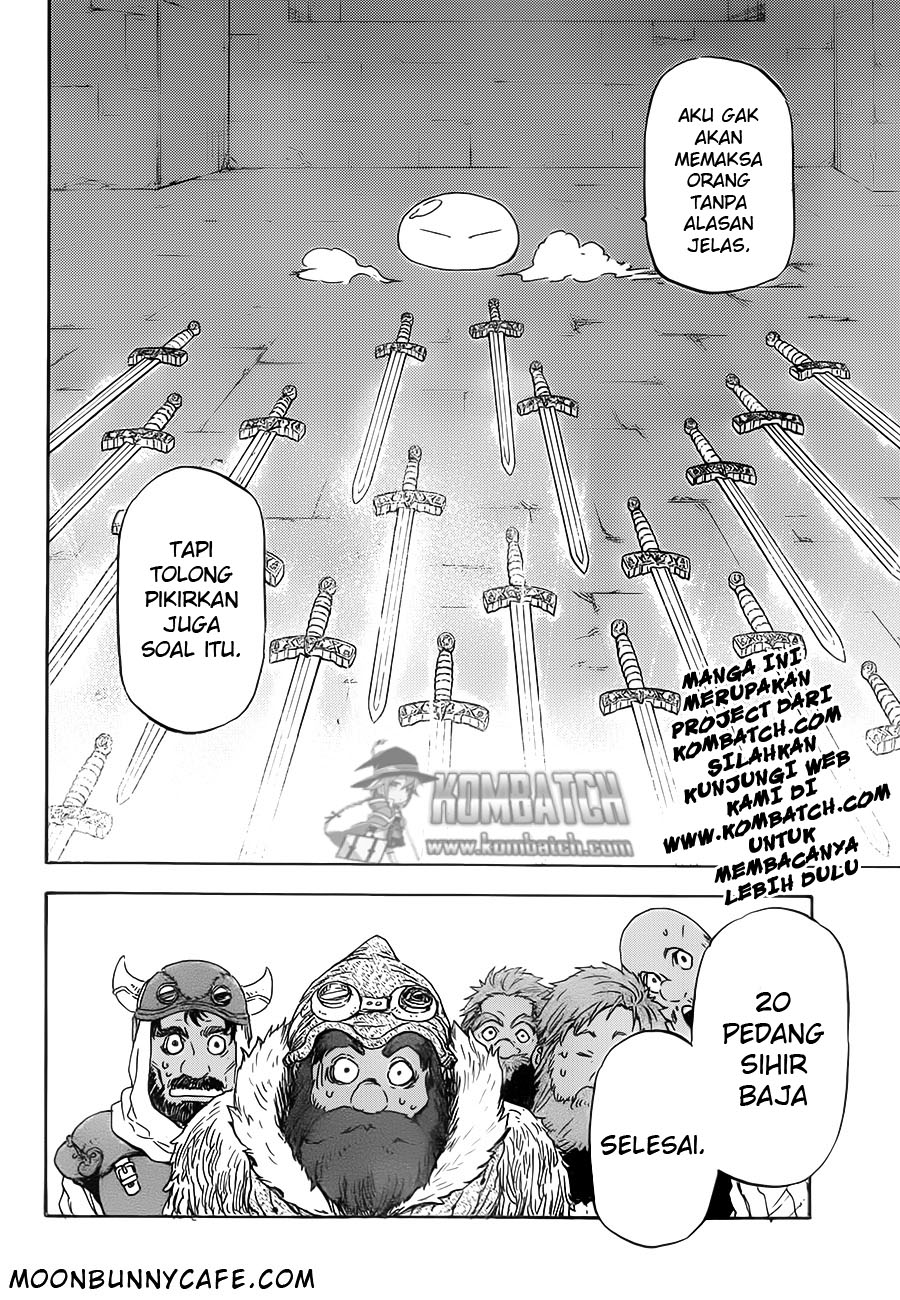 AKU GAK
AKAN
MEMAKSA
ORANG
TANPA
ALASAN
JELAS.
TAPI
TOLONG
PIKIRKAN
JUGA
SOAL ITU.
MANGA INI
MERUPAKAN
PROJECT DARI
KOMBATCH.COM
SILAHKAN
KUNJUNGI WEB
KAMI DI
WWW.KOMBATCH.COM
UNTUK
MEMBACANYA
LEBIH DULU
KOMBATCH
www.kombatch.com
20
PEDANG
SIHIR
BAJA
SELESAI.
MOONBUNNYCAFE.COM